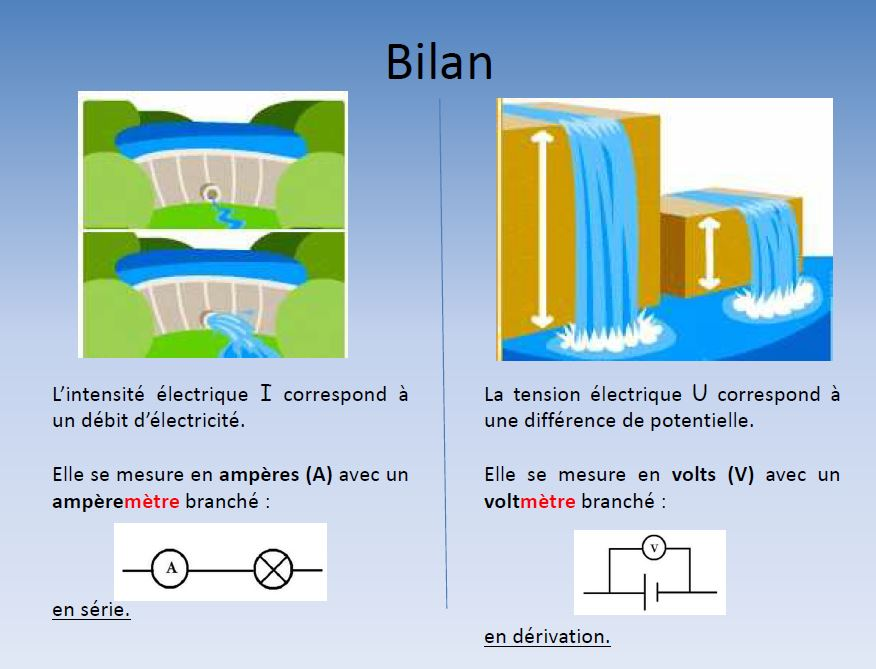 Bilan
L’intensité électrique I correspond à
un débit d’électricité.
Elle se mesure en ampères (A) avec un
ampèremètre branché :
A
en série.
La tension électrique U correspond à
une différence de potentielle.
Elle se mesure en volts (V) avec un
voltmètre branché :
V
en dérivation.